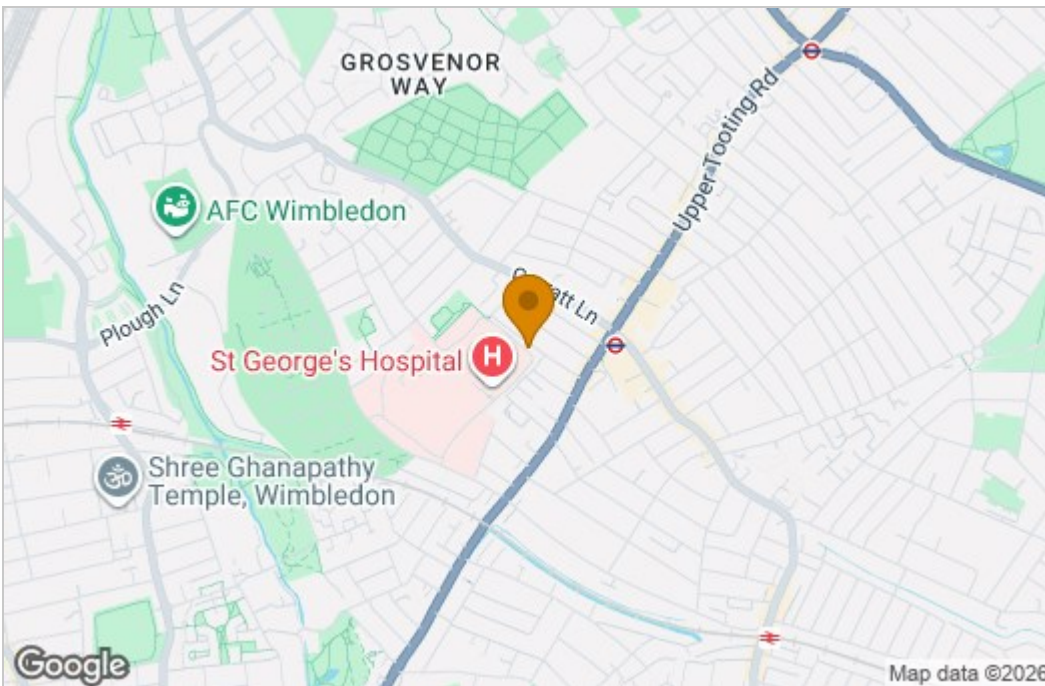 GROSVENOR
WAY
Upper Tooting Rd
AFC Wimbledon
Plough Ln
St George's Hospital
H
Shree Ghanapathy
Temple, Wimbledon
Google
Map data ©2026